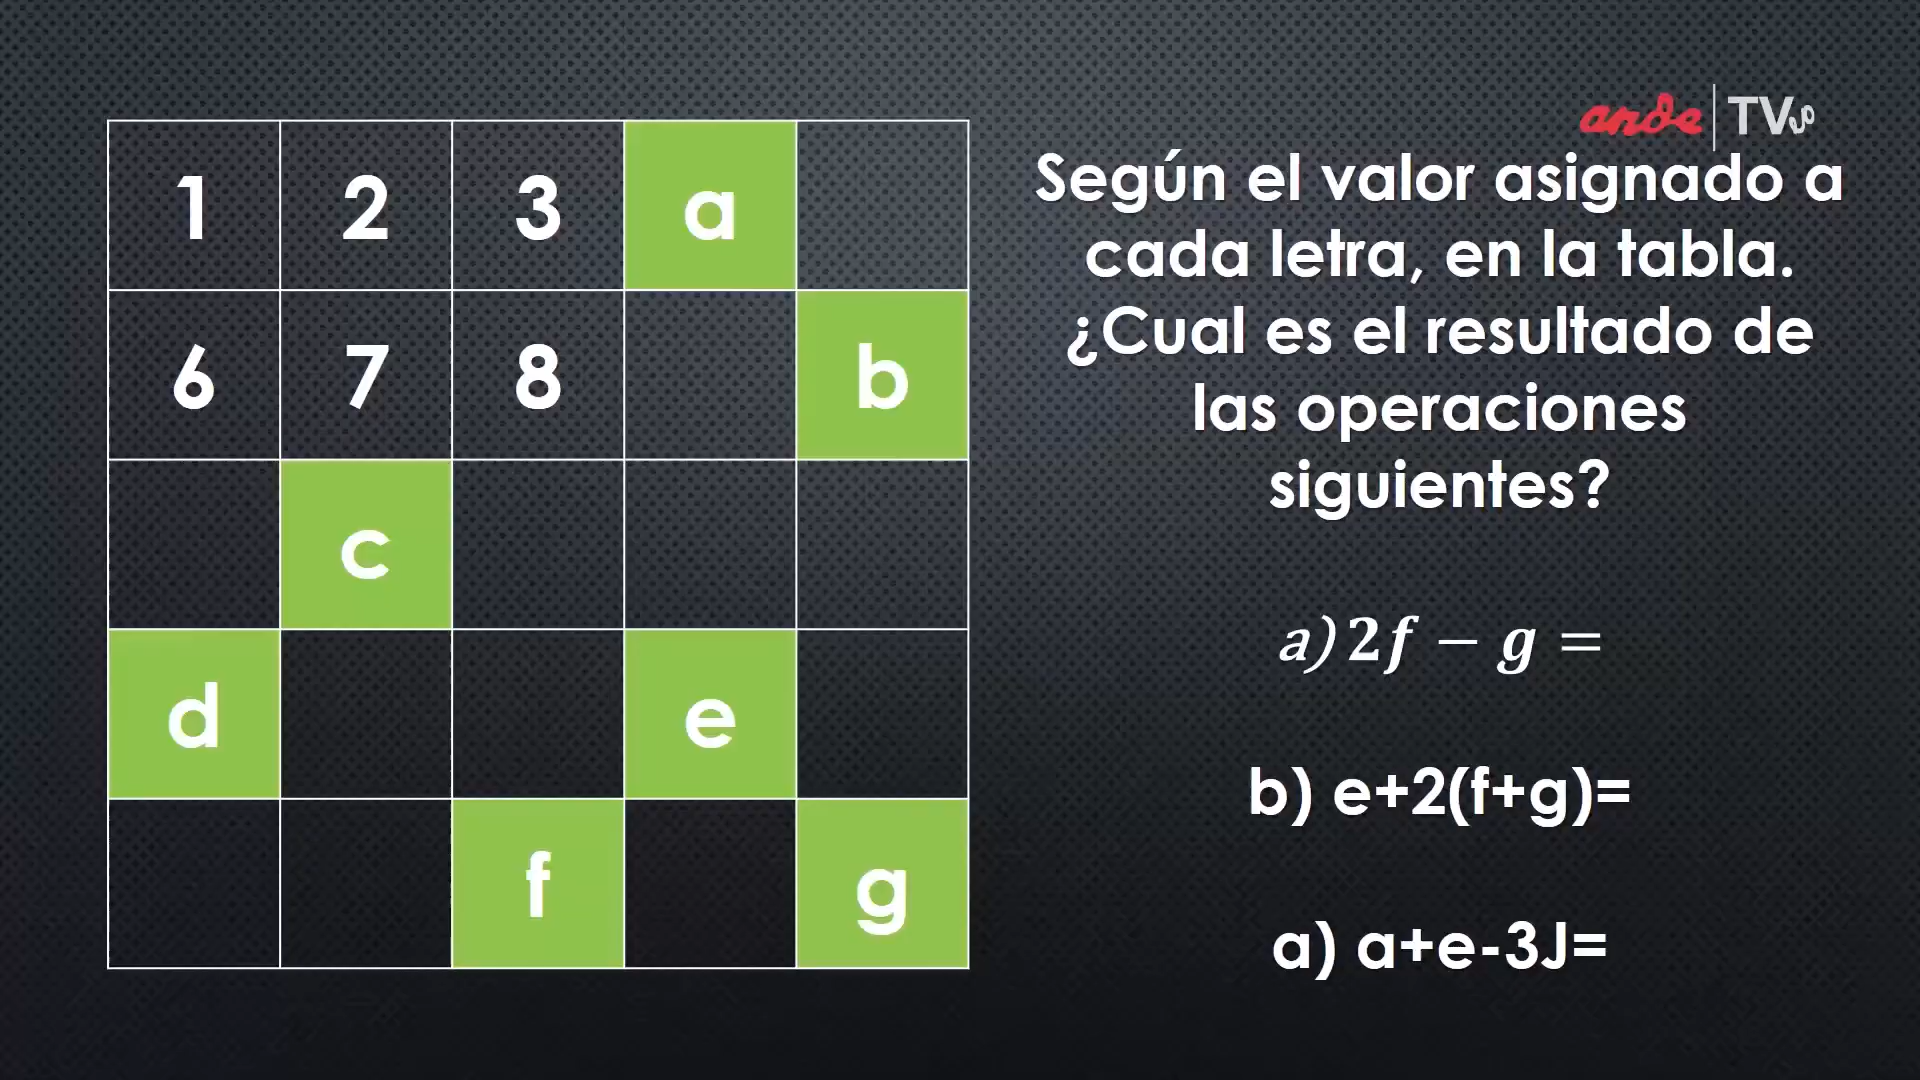 ande TV
Según el valor asignado a
cada letra, en la tabla.
¿Cual es el resultado de
las operaciones
siguientes?
a) 2f − g =
b) e+2(f+g)=
a) a+e-3J=
1 2 3 a
6 7 8 b
c
d e
f g